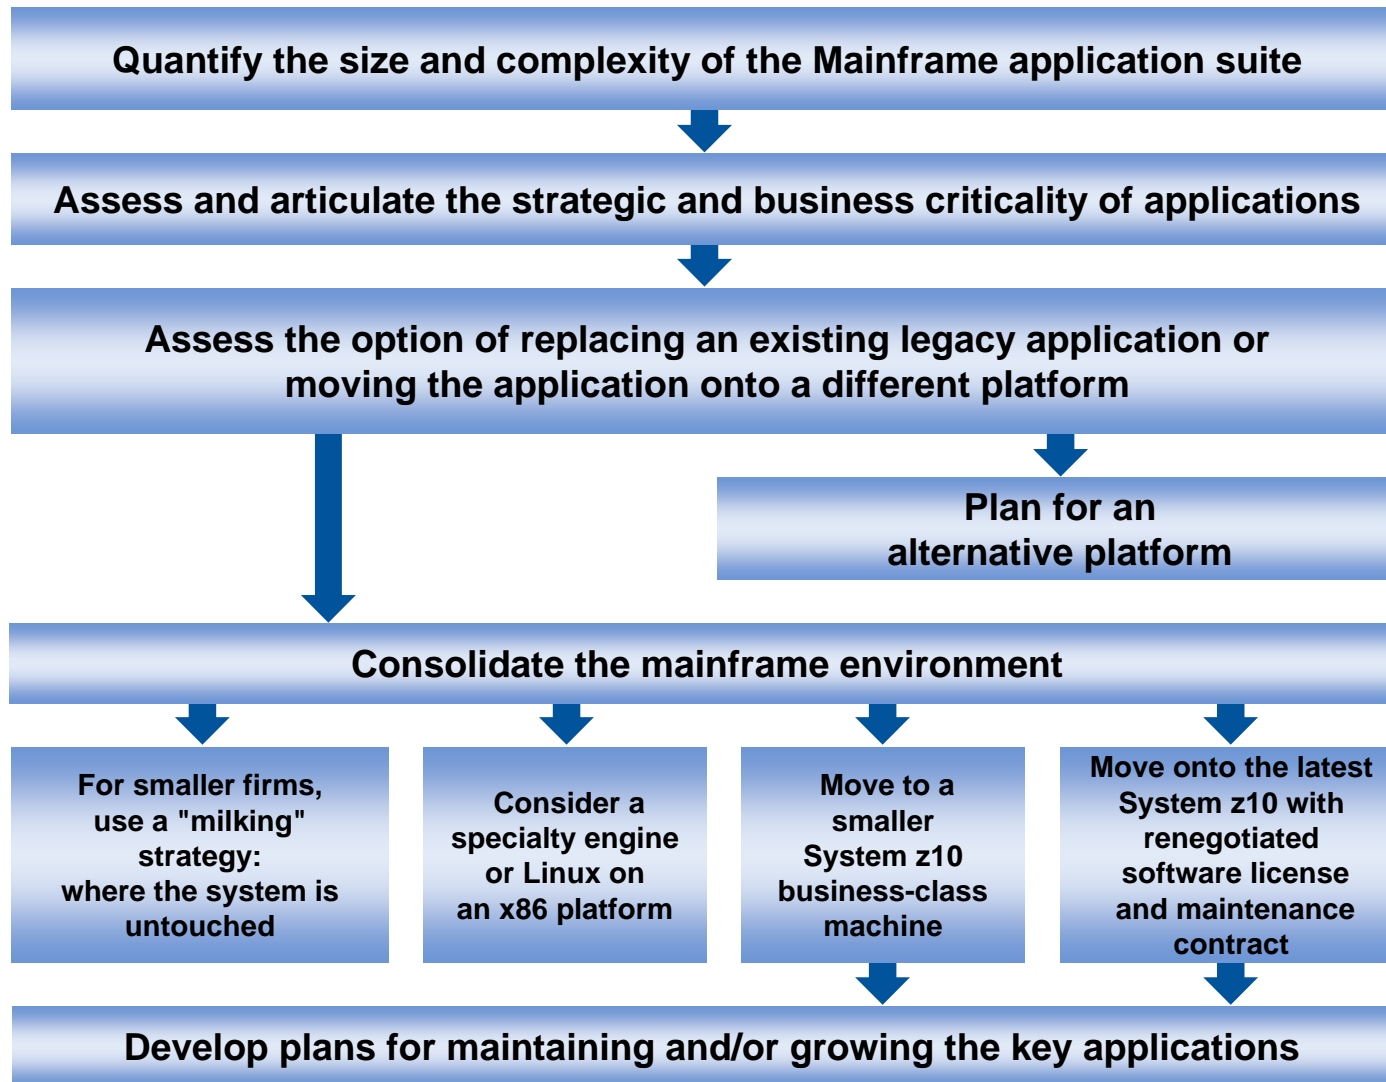 Quantify the size and complexity of the Mainframe application suite
Assess and articulate the strategic and business criticality of applications
Assess the option of replacing an existing legacy application or
moving the application onto a different platform
Plan for an
alternative platform
Consolidate the mainframe environment
For smaller firms,
use a "milking"
strategy:
where the system is
untouched
Consider a
specialty engine
or Linux on
an x86 platform
Move to a
smaller
System z10
business-class
machine
Move onto the latest
System z10 with
renegotiated
software license
and maintenance
contract
Develop plans for maintaining and/or growing the key applications